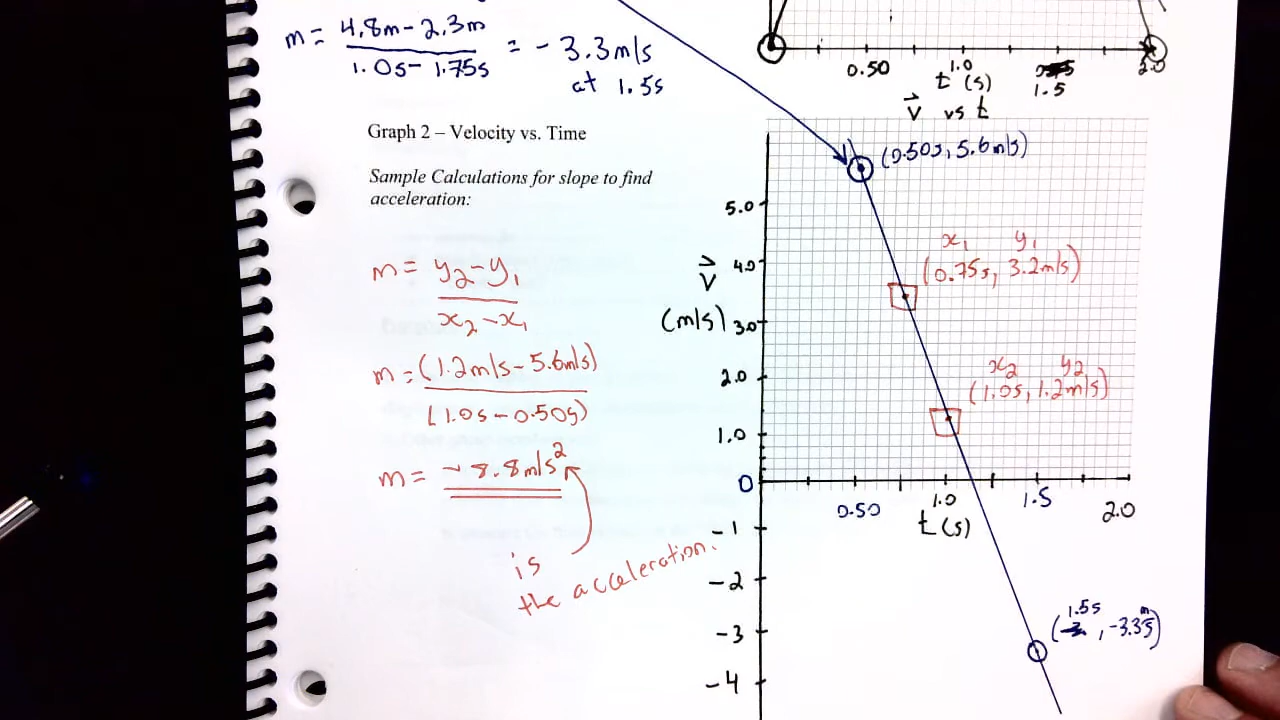 m = 4.8m - 2.3m / 1.0s - 1.75s = - 3.3 m/s
at 1.5s
0.50 1.0 1.5 2.0
t (s)
Graph 2 – Velocity vs. Time
Sample Calculations for slope to find
acceleration:
m = y₂ - y₁ / x₂ - x₁
m = (1.2m/s - 5.6m/s) / (1.0s - 0.50s)
m = - 8.8 m/s²
is
the acceleration.
v⃗ vs t
(0.50s, 5.6m/s)
5.0
x₁ y₁
(0.75s, 3.2m/s)
4.0
v⃗
(m/s)
3.0
x₂ y₂
(1.0s, 1.2m/s)
2.0
1.0
0
0.50 1.0 1.5 2.0
t (s)
-1
-2
-3
-4
(1.5s, -3.3 m/s)